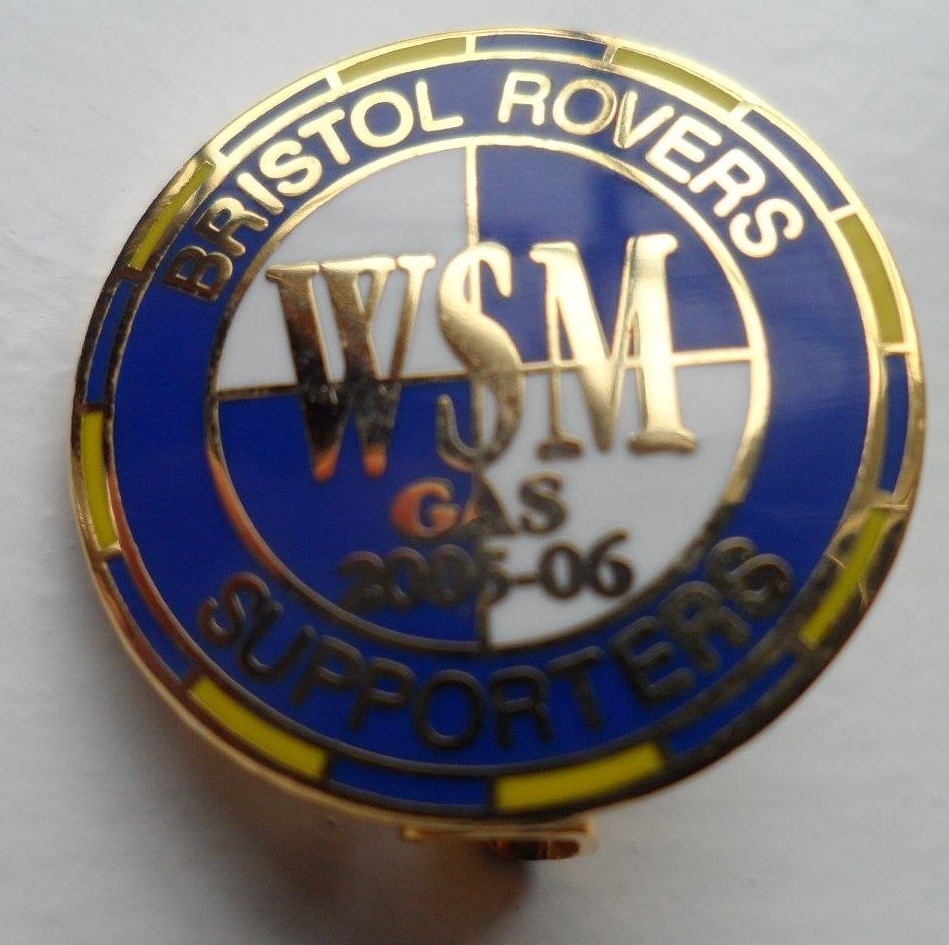 BRISTOL ROVERS
WSM
GAS
2005-06
SUPPORTERS